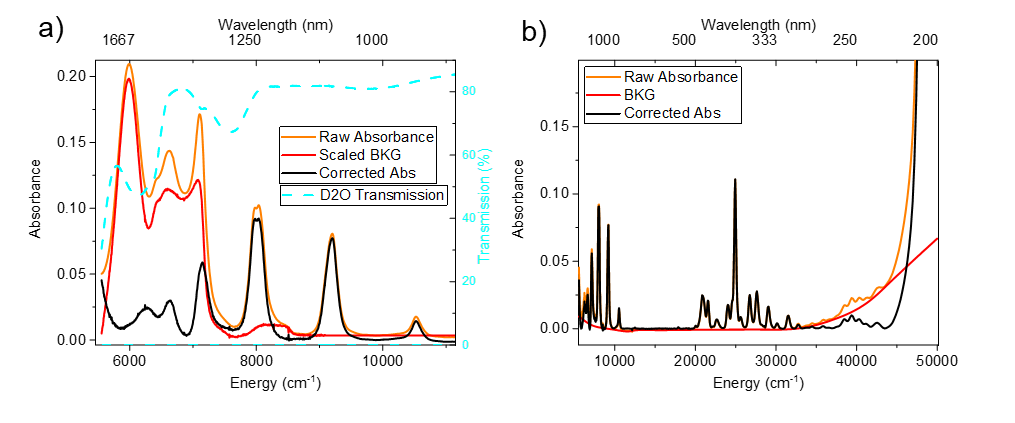 a)
Wavelength (nm)
1667 1250 1000
0.20
0.15
0.10
0.05
0.00
Absorbance
80
60
40
20
0
Transmission (%)
Raw Absorbance
Scaled BKG
Corrected Abs
D2O Transmission
6000 8000 10000
Energy (cm-1)
b)
Wavelength (nm)
1000 500 333 250 200
Raw Absorbance
BKG
Corrected Abs
0.15
0.10
0.05
0.00
Absorbance
10000 20000 30000 40000 50000
Energy (cm-1)